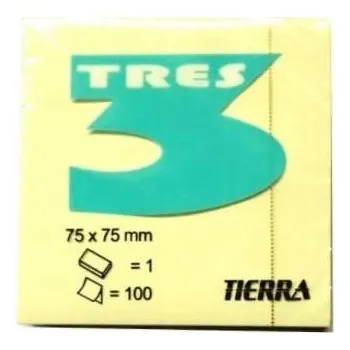 TRES
3
75 x 75 mm
= 1
= 100
TIERRA